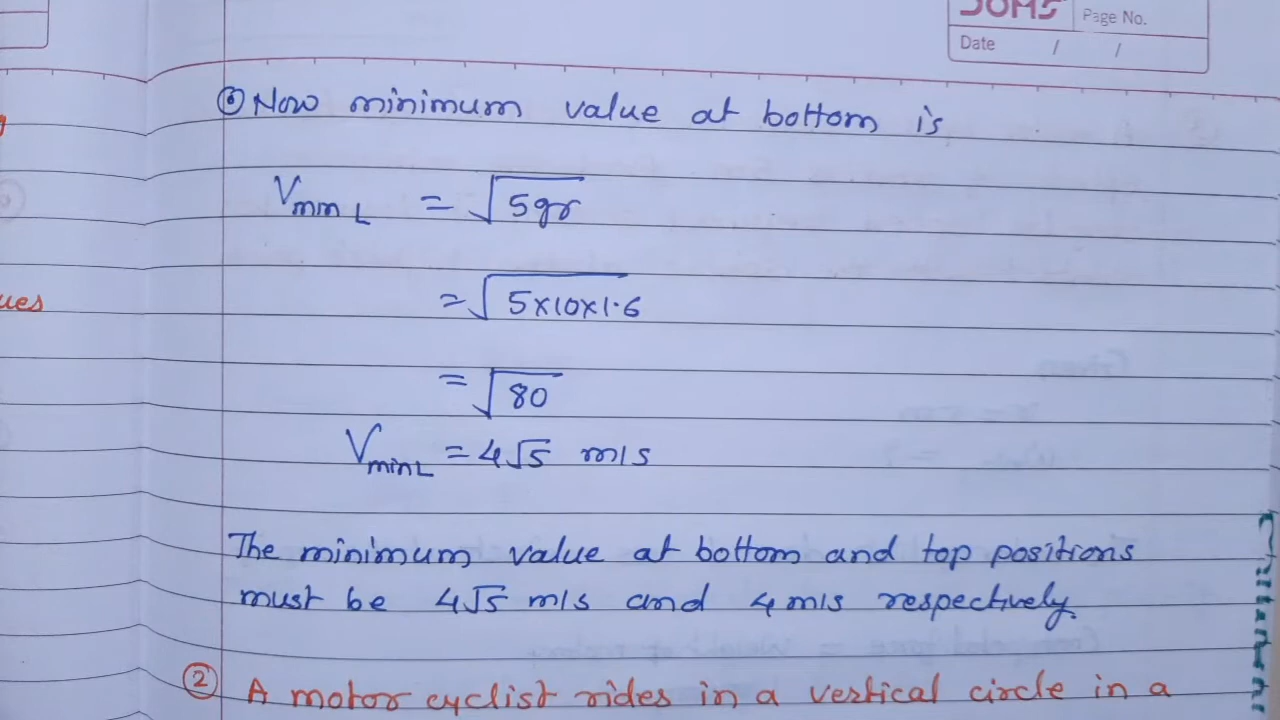 Page No.
Date / /
⑥ Now minimum value at bottom is
Vmm L = √5gr
= √5×10×1.6
ues
= √80
VminL = 4√5 m/s
The minimum value at bottom and top positions
must be 4√5 m/s and 4 m/s respectively.
② A motor cyclist rides in a vertical circle in a